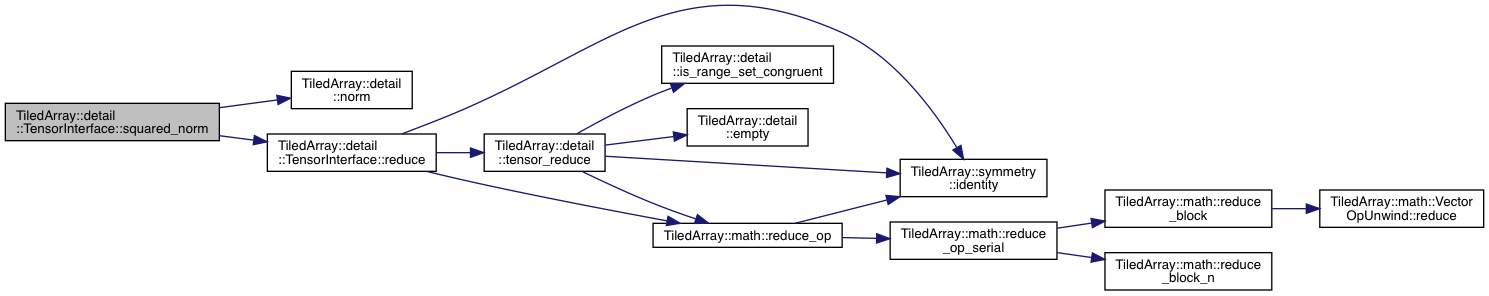 TiledArray::detail
::TensorInterface::squared_norm
TiledArray::detail
::norm
TiledArray::detail
::TensorInterface::reduce
TiledArray::detail
::tensor_reduce
TiledArray::detail
::is_range_set_congruent
TiledArray::detail
::empty
TiledArray::symmetry
::identity
TiledArray::math::reduce_op
TiledArray::math::reduce
_op_serial
TiledArray::math::reduce
_block
TiledArray::math::Vector
OpUnwind::reduce
TiledArray::math::reduce
_block_n